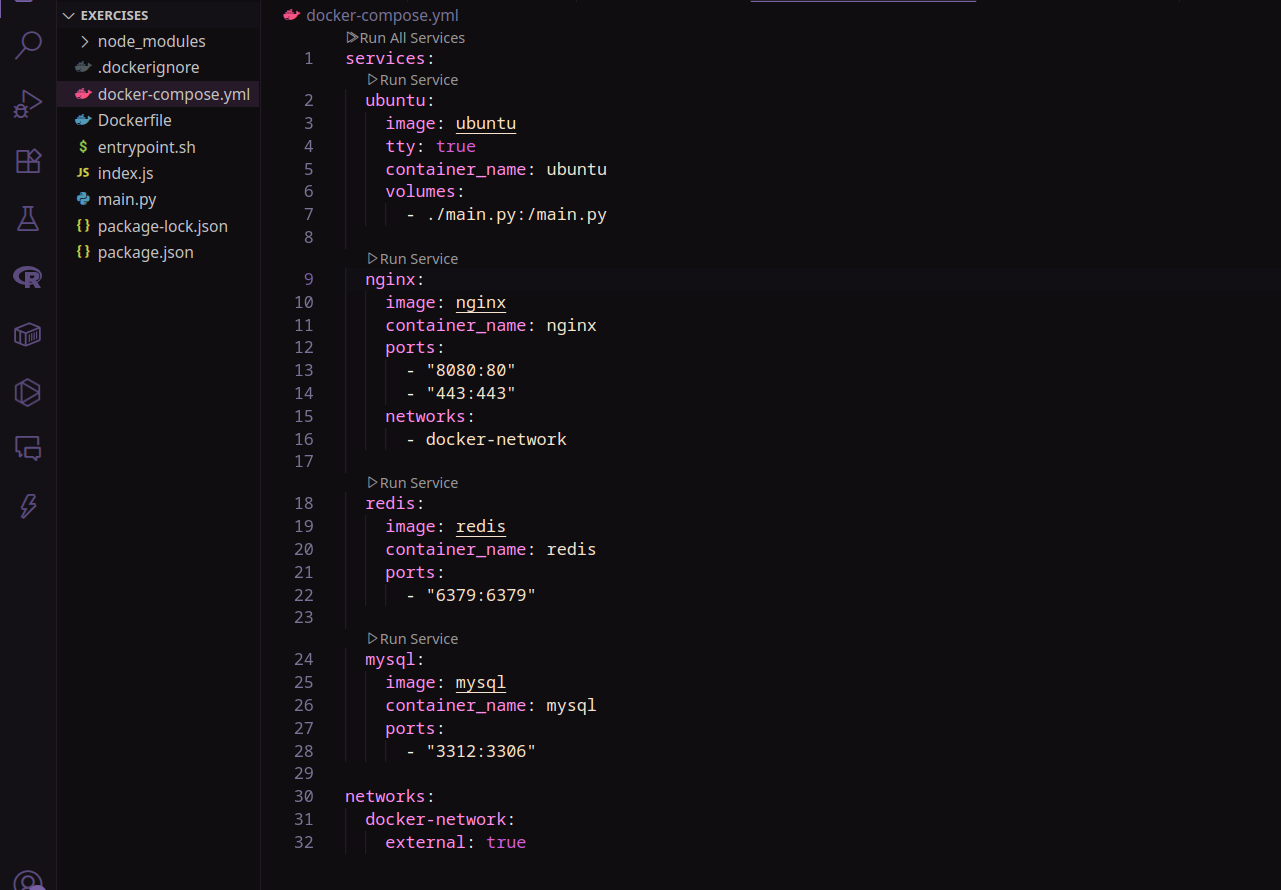 EXERCISES
node_modules
.dockerignore
docker-compose.yml
Dockerfile
$ entrypoint.sh
JS index.js
main.py
{} package-lock.json
{} package.json
docker-compose.yml
Run All Services
1 services:
Run Service
2   ubuntu:
3     image: ubuntu
4     tty: true
5     container_name: ubuntu
6     volumes:
7       - ./main.py:/main.py
8
Run Service
9   nginx:
10     image: nginx
11     container_name: nginx
12     ports:
13       - "8080:80"
14       - "443:443"
15     networks:
16       - docker-network
17
Run Service
18   redis:
19     image: redis
20     container_name: redis
21     ports:
22       - "6379:6379"
23
Run Service
24   mysql:
25     image: mysql
26     container_name: mysql
27     ports:
28       - "3312:3306"
29
30 networks:
31   docker-network:
32     external: true
R